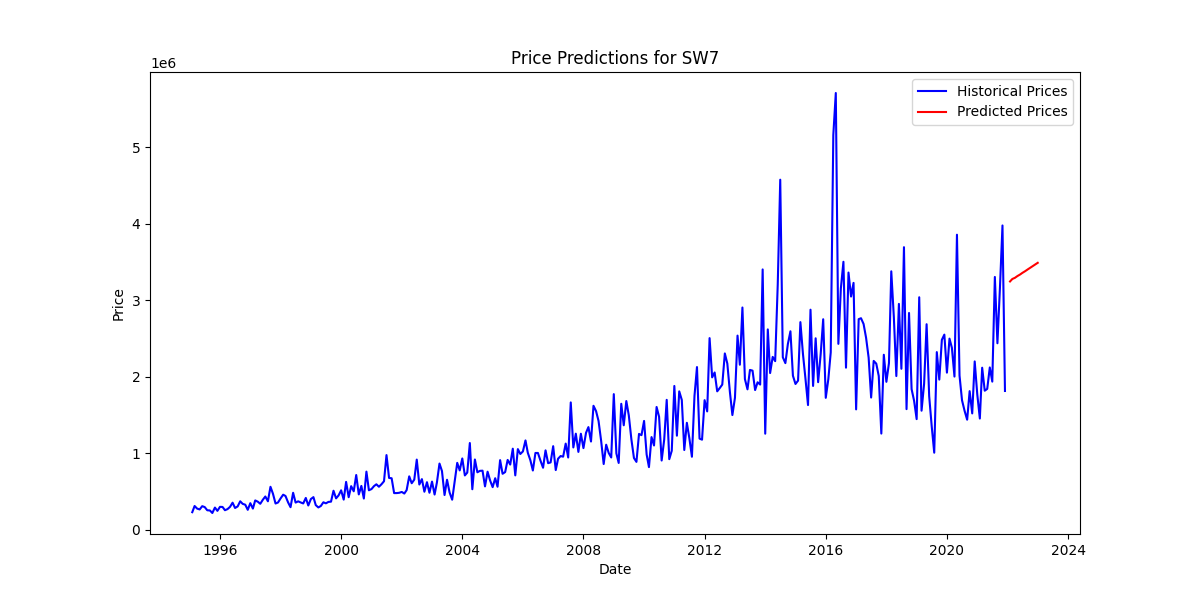 Price Predictions for SW7
1e6
Historical Prices
Predicted Prices
5
4
3
2
1
0
Price
1996 2000 2004 2008 2012 2016 2020 2024
Date